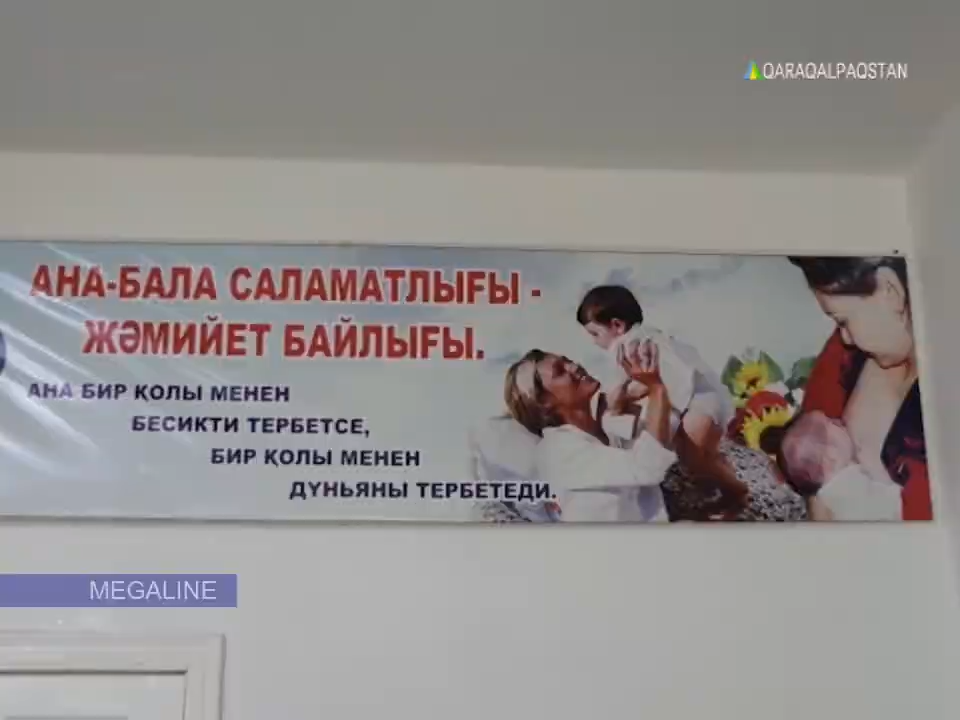 QARAQALPAQSTAN
АНА-БАЛА САЛАМАТЛЫҒЫ -
ЖӘМИЙЕТ БАЙЛЫҒЫ.
АНА БИР ҚОЛЫ МЕНЕН
БЕСИКТИ ТЕРБЕТСЕ,
БИР ҚОЛЫ МЕНЕН
ДҮНЬЯНЫ ТЕРБЕТЕДИ.
MEGALINE